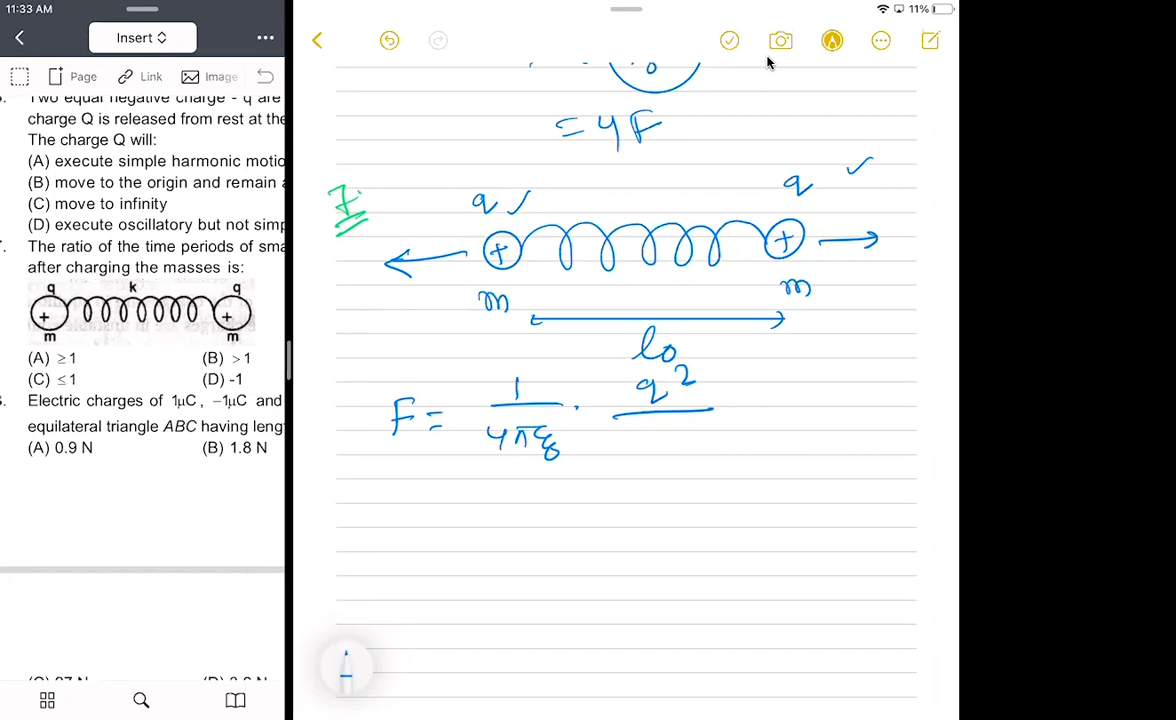 11:33 AM
11%
Insert
Page Link Image
Two equal negative charge - q are
charge Q is released from rest at the
The charge Q will:
(A) execute simple harmonic motio
(B) move to the origin and remain a
(C) move to infinity
(D) execute oscillatory but not simp
The ratio of the time periods of sma
after charging the masses is:
q k q
+ +
m m
(A) ≥ 1 (B) > 1
(C) ≤ 1 (D) -1
Electric charges of 1μC, −1μC and
equilateral triangle ABC having leng
(A) 0.9 N (B) 1.8 N
= 4F
7.
q ✓ q ✓
+ +
m m
l0
F = 1/4πε0 · q²